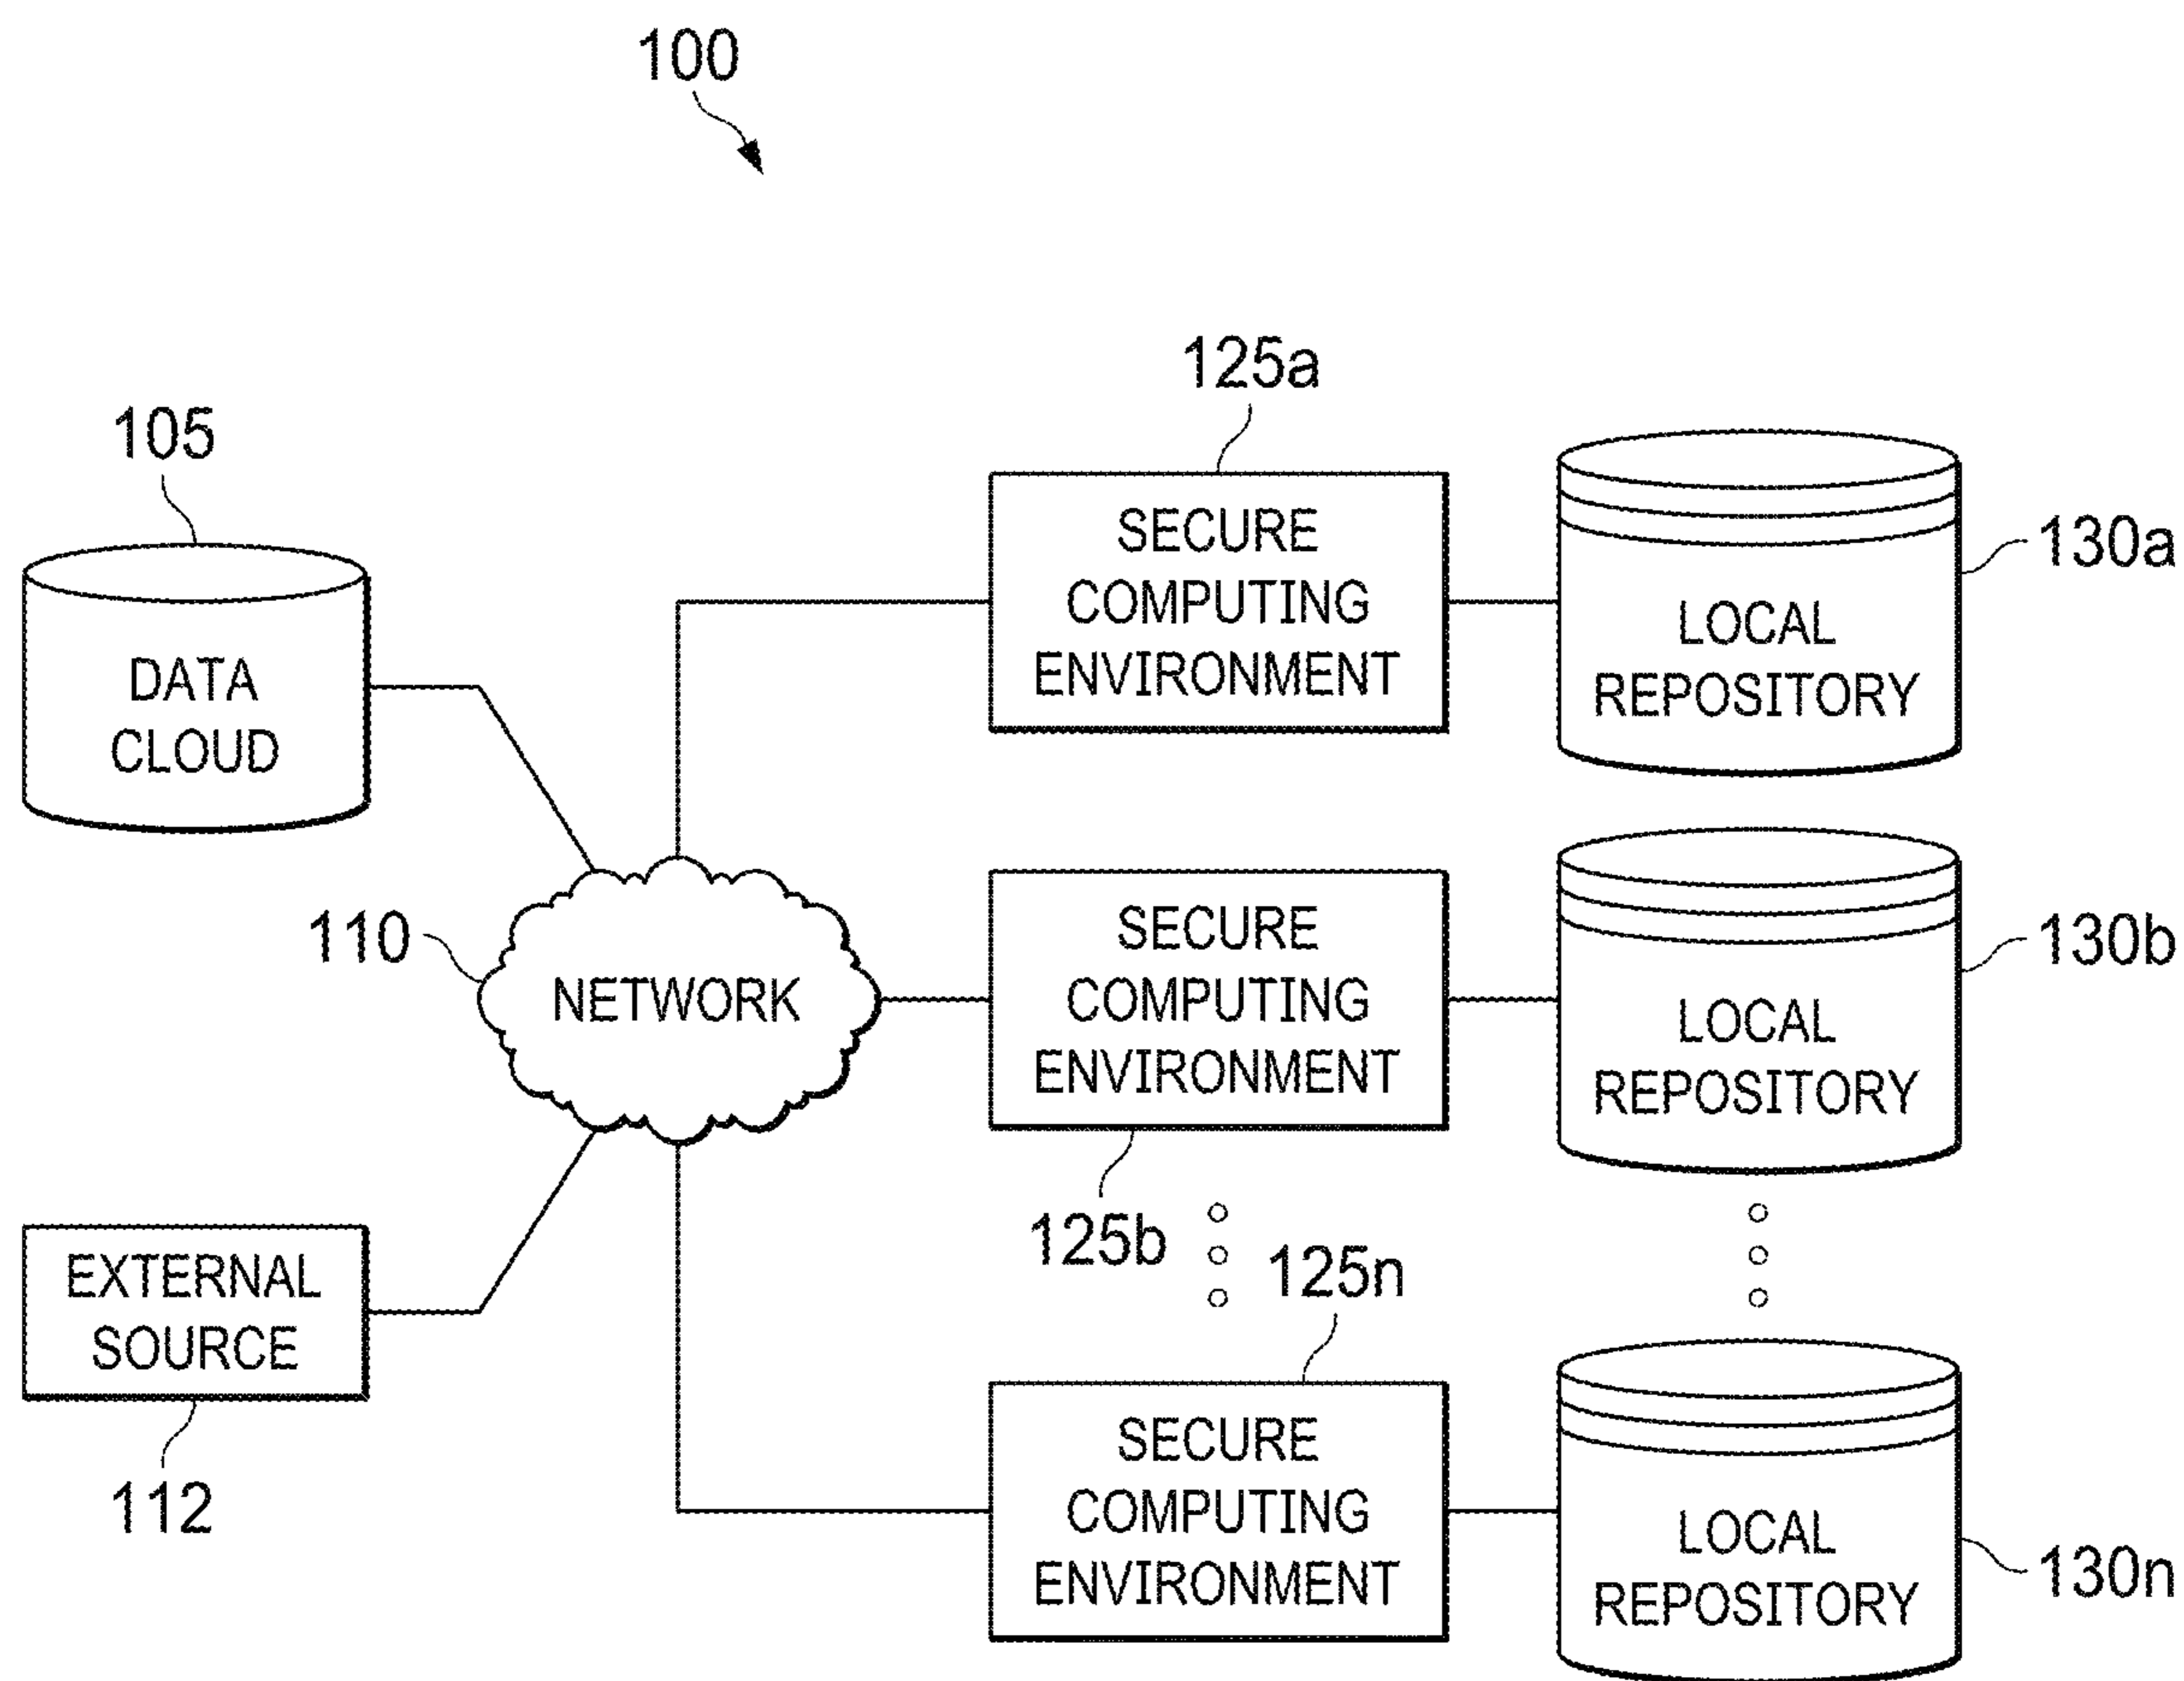 100
125a
105
SECURE
COMPUTING
ENVIRONMENT
130a
LOCAL
REPOSITORY
DATA
CLOUD
110
NETWORK
SECURE
COMPUTING
ENVIRONMENT
130b
LOCAL
REPOSITORY
125b
125n
EXTERNAL
SOURCE
112
SECURE
COMPUTING
ENVIRONMENT
LOCAL
REPOSITORY
130n